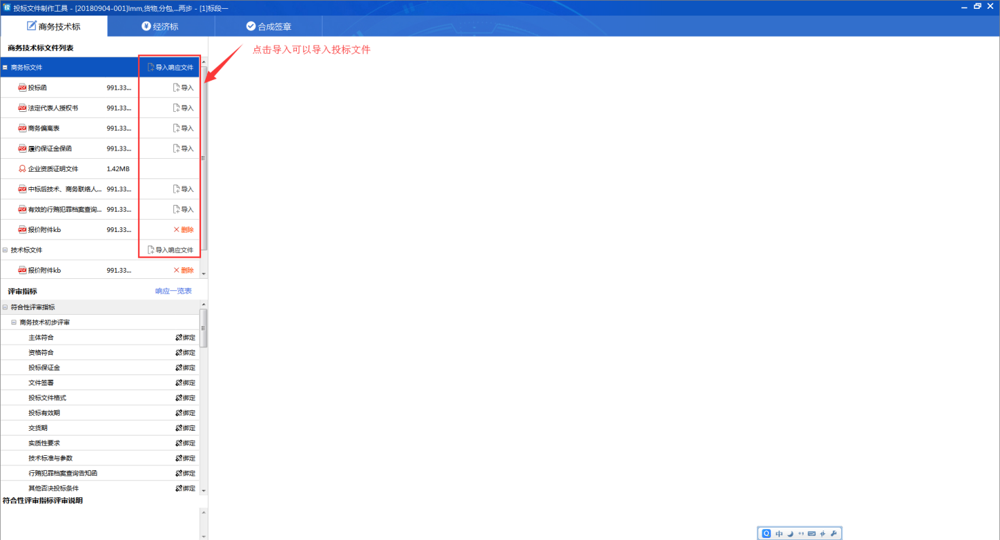 投标文件制作工具 - [20180904-001]lmm,货物,分包,...两步 - [1]标段一
商务技术标 经济标 合成签章
商务技术标文件列表
点击导入可以导入投标文件
商务标文件 导入响应文件
投标函 991.33... 导入
法定代表人授权书 991.33... 导入
商务偏离表 991.33... 导入
履约保证金保函 991.33... 导入
企业资质证明文件 1.42MB
中标后技术、商务联络人... 991.33... 导入
有效的行贿犯罪档案查询... 991.33... 导入
报价附件kb 991.33... 删除
技术标文件 导入响应文件
报价附件kb 991.33... 删除
评审指标 响应一览表
符合性评审指标
商务技术初步评审
主体符合 绑定
资格符合 绑定
投标保证金 绑定
文件签署 绑定
投标文件格式 绑定
投标有效期 绑定
交货期 绑定
实质性要求 绑定
技术标准与参数 绑定
行贿犯罪档案查询告知函 绑定
其他否决投标条件 绑定
符合性评审指标评审说明
中